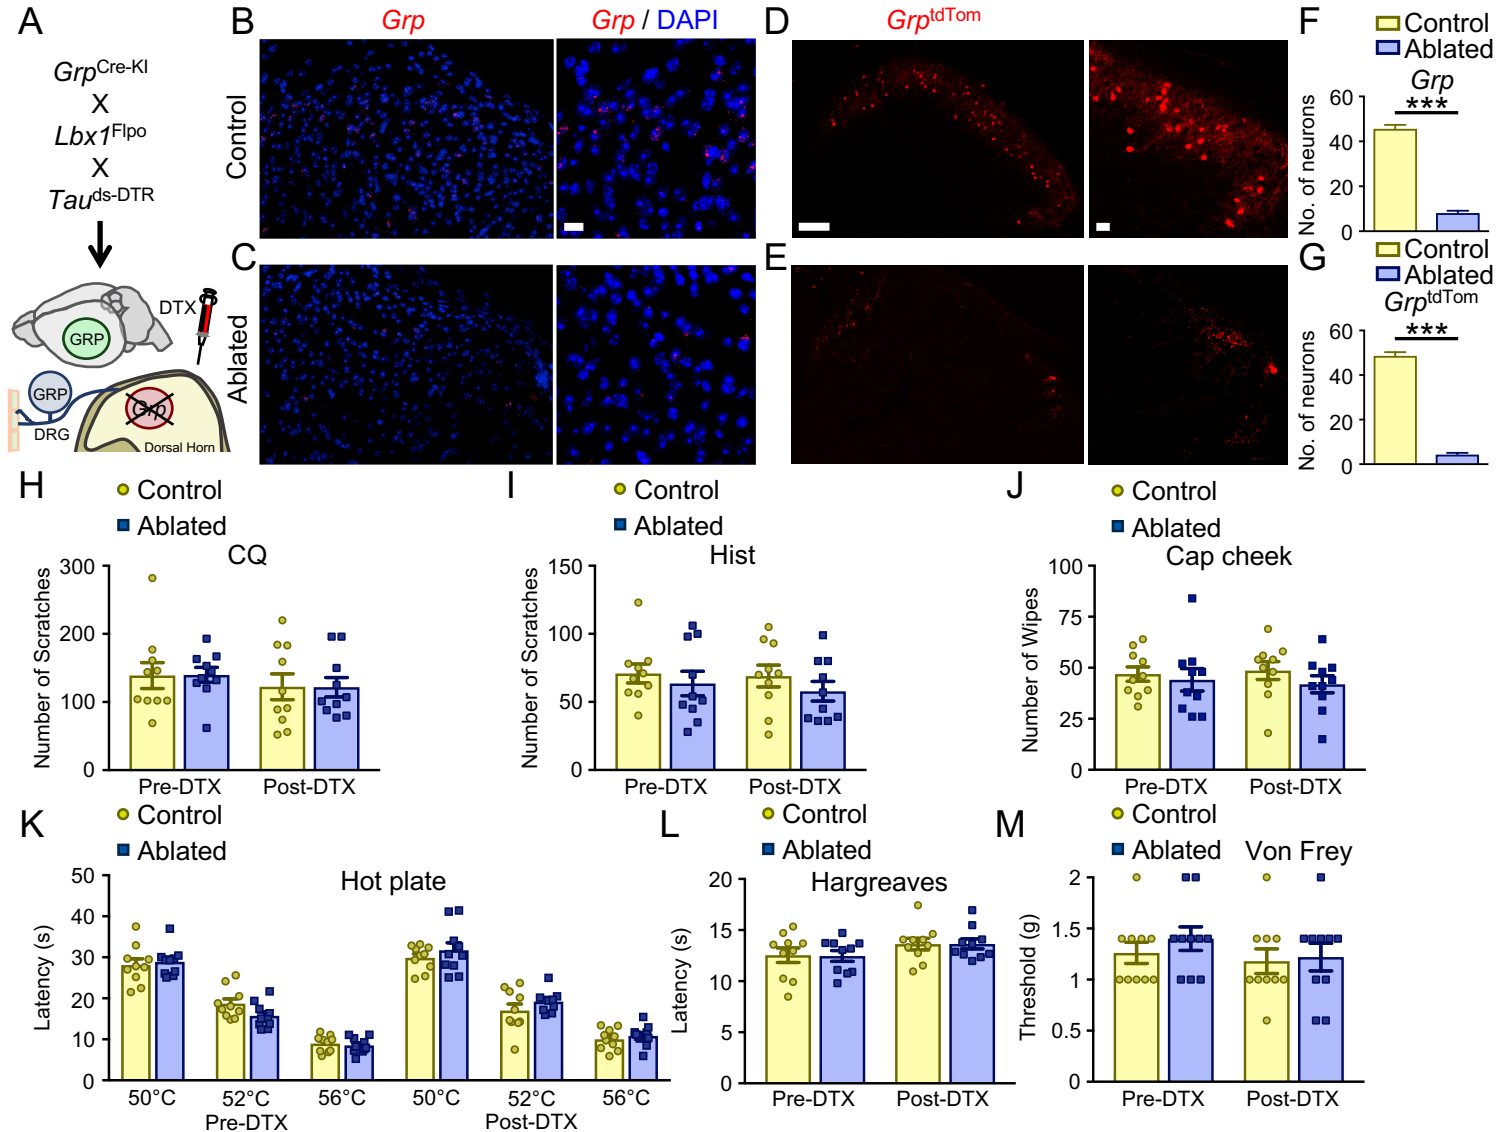 A
Grp^Cre-KI
X
Lbx1^Flpo
X
Tau^ds-DTR
DTX
GRP
GRP
Grp
DRG
Dorsal Horn
B
Grp
Grp / DAPI
Control
C
Ablated
D
Grp^tdTom
E
F
Control
Ablated
Grp
***
No. of neurons
60
40
20
0
G
Control
Ablated
Grp^tdTom
***
No. of neurons
60
40
20
0
H
Control
Ablated
CQ
Number of Scratches
300
200
100
0
Pre-DTX
Post-DTX
I
Control
Ablated
Hist
Number of Scratches
150
100
50
0
Pre-DTX
Post-DTX
J
Control
Ablated
Cap cheek
Number of Wipes
100
75
50
25
0
Pre-DTX
Post-DTX
K
Control
Ablated
Hot plate
Latency (s)
50
40
30
20
10
0
50°C
52°C
56°C
50°C
52°C
56°C
Pre-DTX
Post-DTX
L
Control
Ablated
Hargreaves
Latency (s)
20
15
10
5
0
Pre-DTX
Post-DTX
M
Control
Ablated
Von Frey
Threshold (g)
2
1.5
1
0.5
0
Pre-DTX
Post-DTX